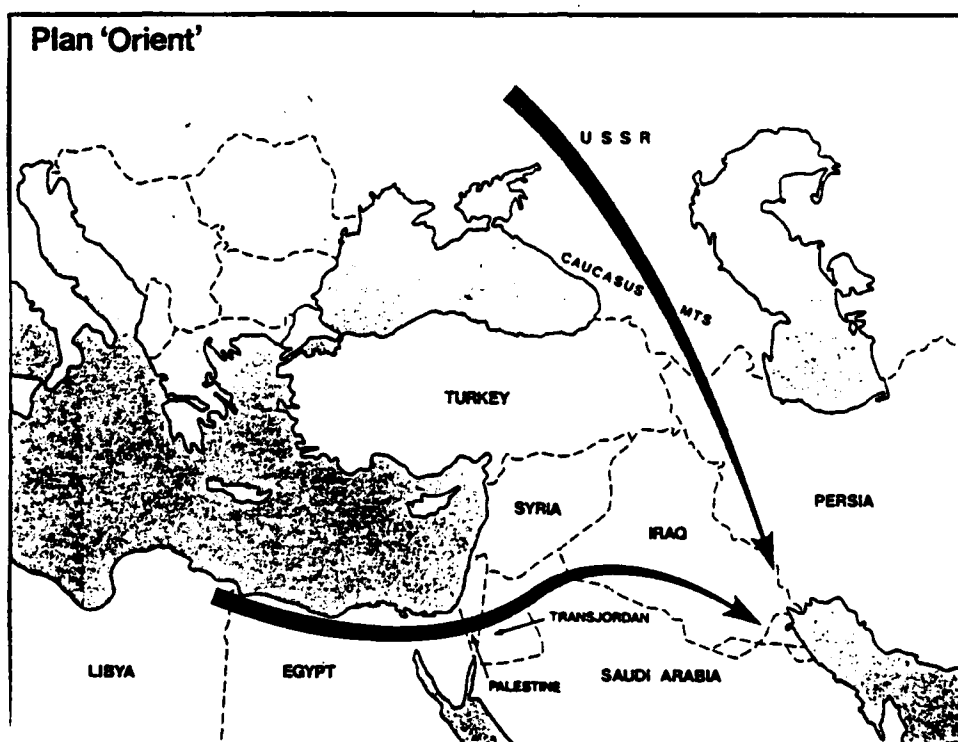 Plan 'Orient'
USSR
CAUCASUS MTS
TURKEY
SYRIA
PERSIA
IRAQ
TRANSJORDAN
LIBYA
EGYPT
PALESTINE
SAUDI ARABIA